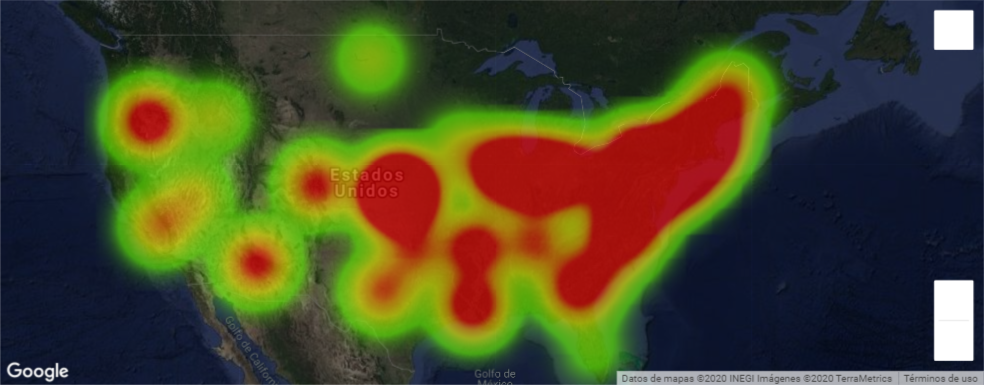 Estados
Unidos
Golfo de California
Golfo de
México
Google
Datos de mapas ©2020 INEGI Imágenes ©2020 TerraMetrics
Términos de uso